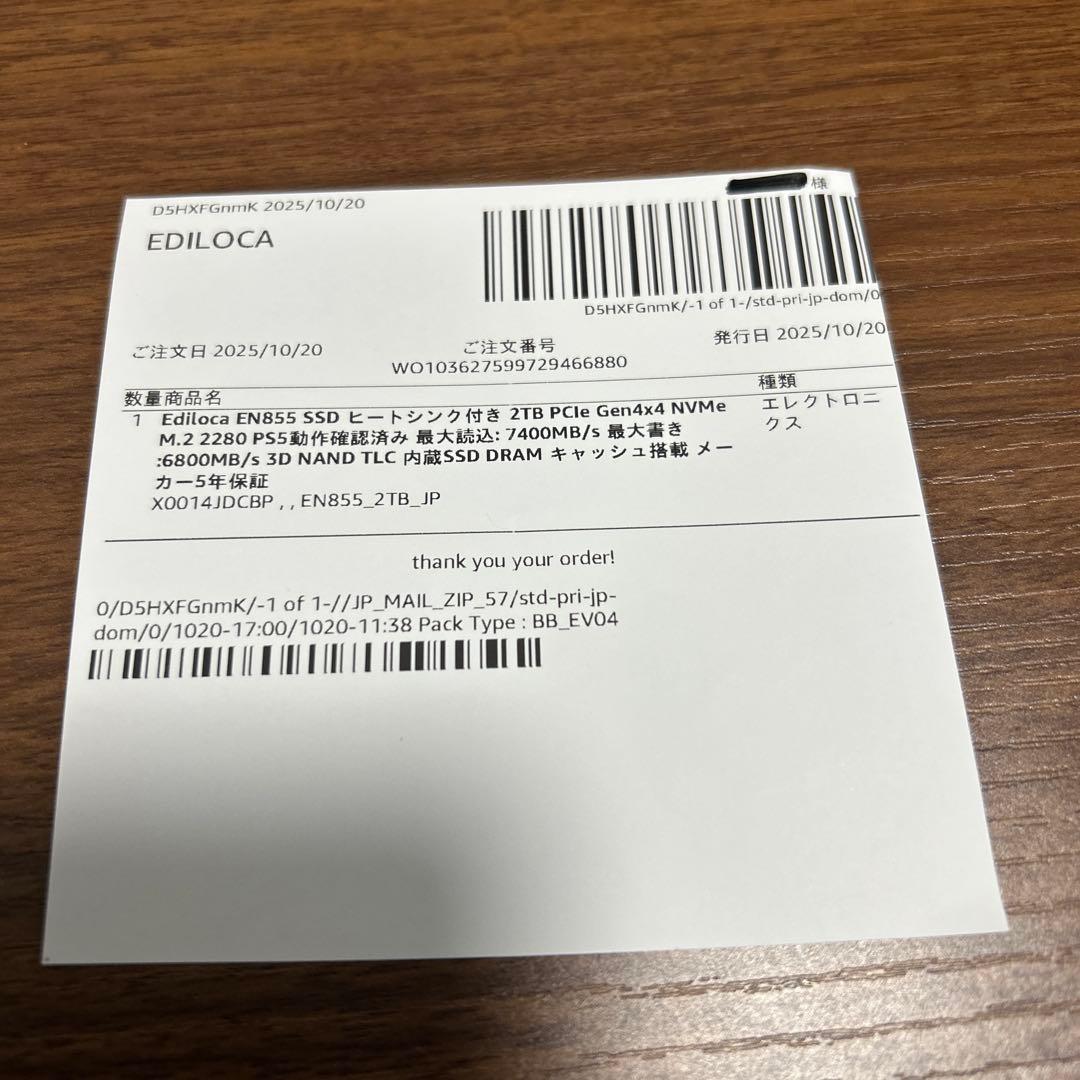 様
D5HXFGnmK 2025/10/20
EDILOCA
D5HXFGnmK/-1 of 1-/std-pri-jp-dom/0
ご注文日 2025/10/20
ご注文番号
WO103627599729466880
発行日 2025/10/20
数量 商品名
種類
1 Ediloca EN855 SSD ヒートシンク付き 2TB PCIe Gen4x4 NVMe
M.2 2280 PS5動作確認済み 最大読込: 7400MB/s 最大書き
:6800MB/s 3D NAND TLC 内蔵SSD DRAM キャッシュ搭載 メー
カー5年保証
X0014JDCBP , , EN855_2TB_JP
エレクトロニ
クス
thank you your order!
0/D5HXFGnmK/-1 of 1-//JP_MAIL_ZIP_57/std-pri-jp-
dom/0/1020-17:00/1020-11:38 Pack Type : BB_EV04